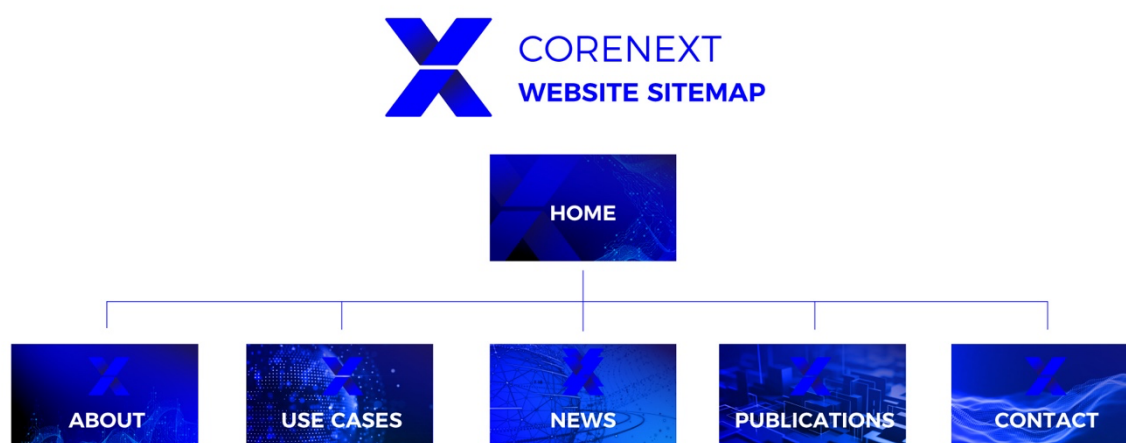 CORENEXT
WEBSITE SITEMAP
HOME
ABOUT
USE CASES
NEWS
PUBLICATIONS
CONTACT